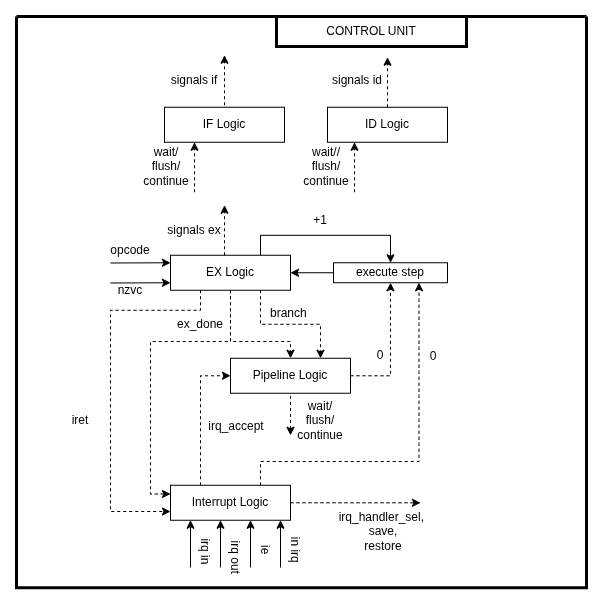 CONTROL UNIT
signals if
signals id
IF Logic
ID Logic
wait/
flush/
continue
wait//
flush/
continue
signals ex
+1
opcode
EX Logic
execute step
nzvc
ex_done
branch
0
0
Pipeline Logic
wait/
flush/
continue
iret
irq_accept
Interrupt Logic
irq_handler_sel,
save,
restore
irq in
irq out
ie
in irq